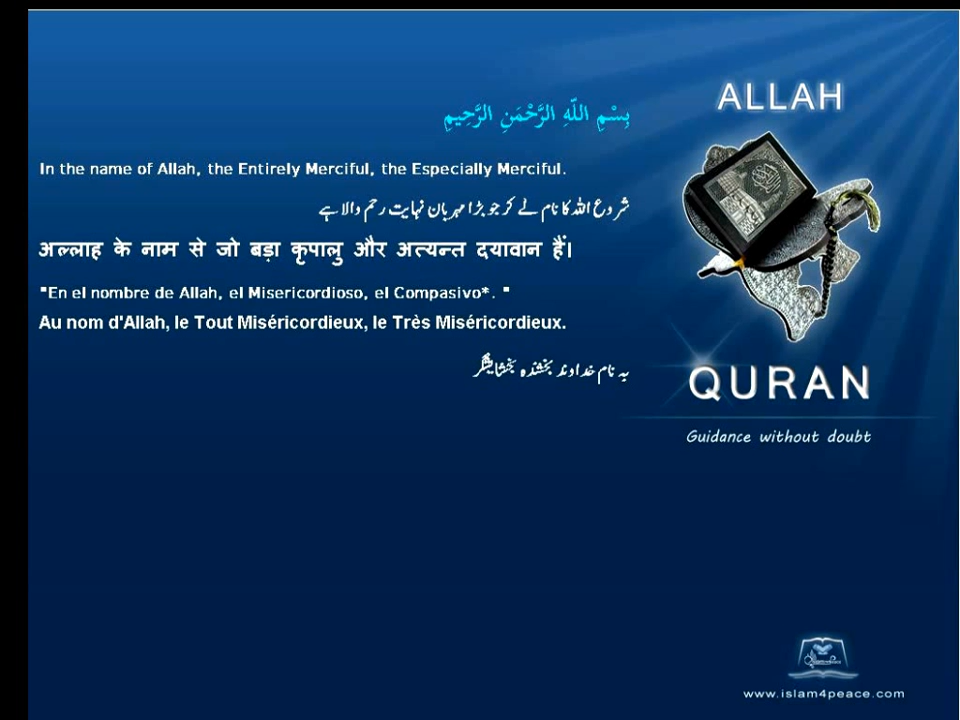 بِسْمِ اللّهِ الرَّحْمَنِ الرَّحِيمِ
In the name of Allah, the Entirely Merciful, the Especially Merciful.
شروع اللہ کا نام لے کر جو بڑا مہربان نہایت رحم والا ہے
अल्लाह के नाम से जो बड़ा कृपालु और अत्यन्त दयावान हैं।
"En el nombre de Allah, el Misericordioso, el Compasivo*. "
Au nom d'Allah, le Tout Miséricordieux, le Très Miséricordieux.
به نام خداوند بخشنده بخشایشگر
ALLAH
QURAN
Guidance without doubt
www.islam4peace.com